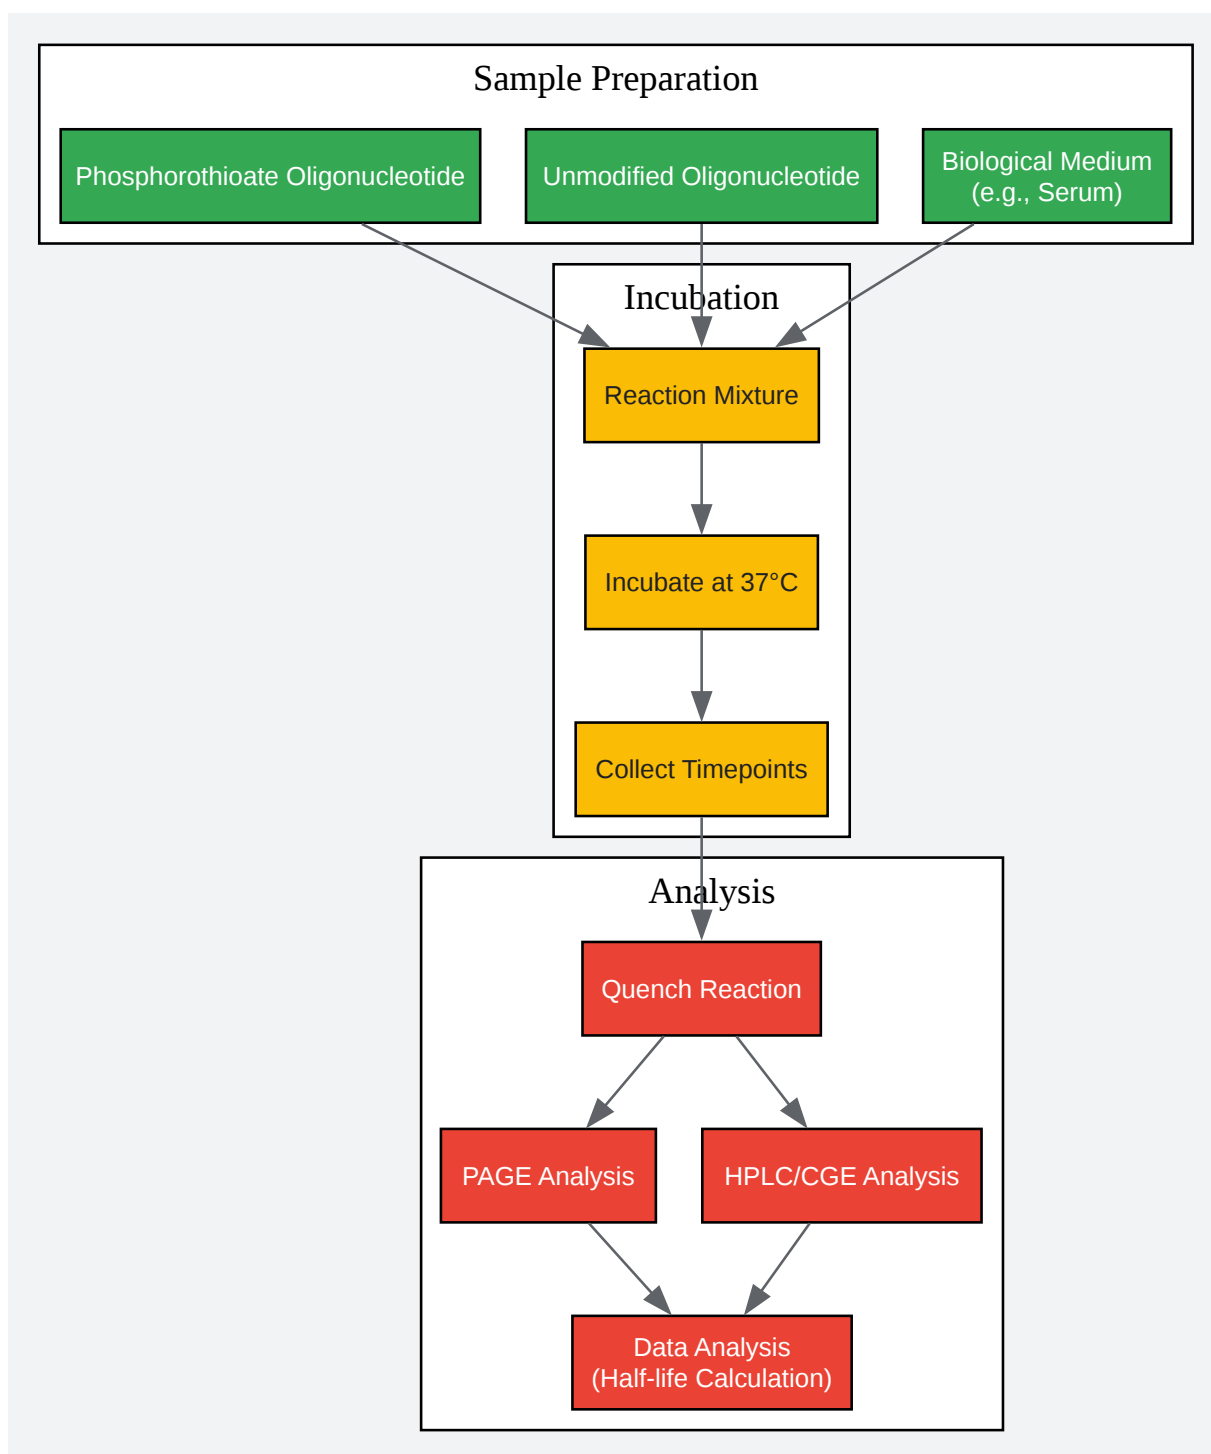 Sample Preparation
Phosphorothioate Oligonucleotide
Unmodified Oligonucleotide
Biological Medium
(e.g., Serum)
Incubation
Reaction Mixture
Incubate at 37°C
Collect Timepoints
Analysis
Quench Reaction
PAGE Analysis
HPLC/CGE Analysis
Data Analysis
(Half-life Calculation)